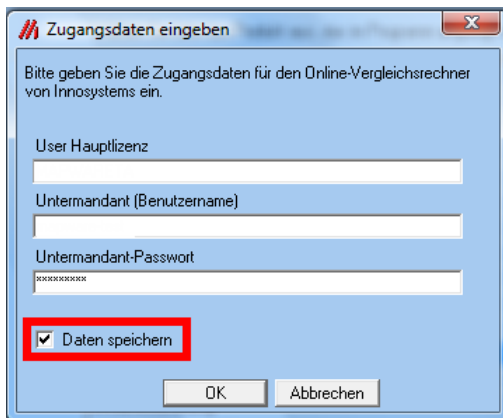 Zugangsdaten eingeben
Bitte geben Sie die Zugangsdaten für den Online-Vergleichsrechner
von Innosystems ein.
User Hauptlizenz
Untermandant (Benutzername)
Untermandant-Passwort
*********
Daten speichern
OK
Abbrechen